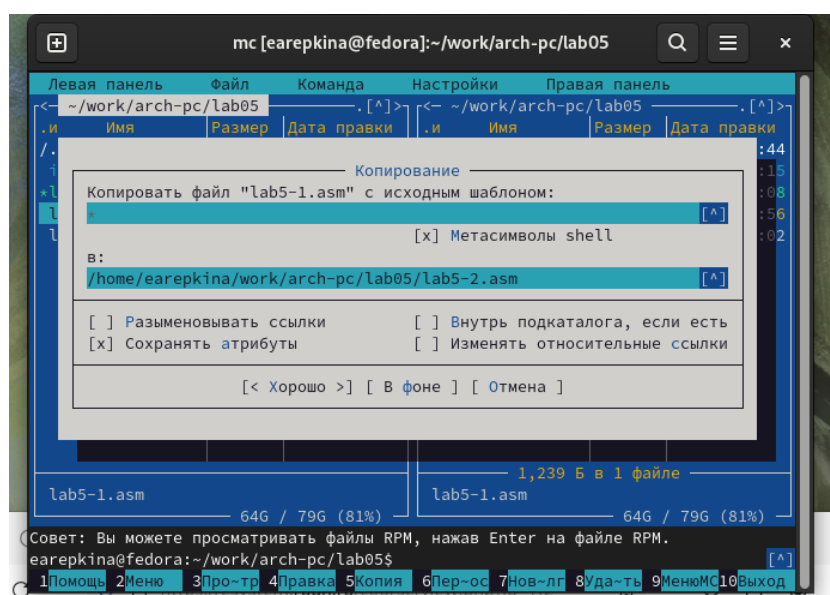 mc [earepkina@fedora]:~/work/arch-pc/lab05
Левая панель Файл Команда Настройки Правая панель
<— ~/work/arch-pc/lab05 .[^]> <— ~/work/arch-pc/lab05 .[^]>
.и Имя Размер Дата правки .и Имя Размер Дата правки
/. :44
Копирование
i :15
*l Копировать файл "lab5-1.asm" с исходным шаблоном: :08
l * [^] :56
l [x] Метасимволы shell :02
в:
/home/earepkina/work/arch-pc/lab05/lab5-2.asm [^]
[ ] Разыменовывать ссылки [ ] Внутрь подкаталога, если есть
[x] Сохранять атрибуты [ ] Изменять относительные ссылки
[< Хорошо >] [ В фоне ] [ Отмена ]
1,239 Б в 1 файле
lab5-1.asm lab5-1.asm
64G / 79G (81%) 64G / 79G (81%)
Совет: Вы можете просматривать файлы RPM, нажав Enter на файле RPM.
earepkina@fedora:~/work/arch-pc/lab05$ [^]
1Помощь 2Меню 3Про~тр 4Правка 5Копия 6Пер~ос 7Нов~лг 8Уда~ть 9МенюМС 10Выход